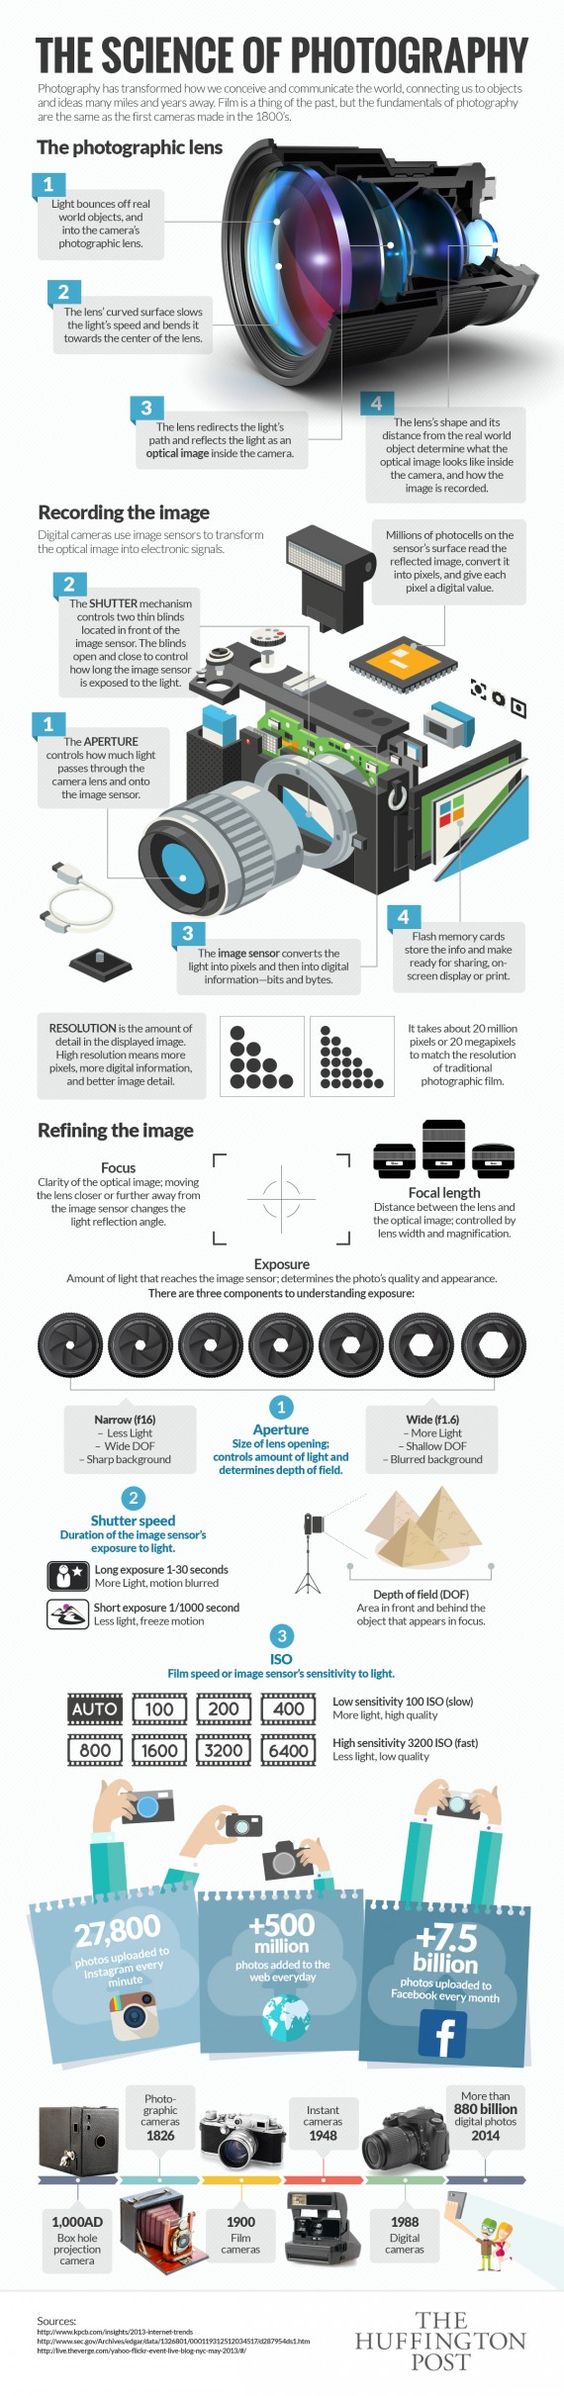 THE SCIENCE OF PHOTOGRAPHY
Photography has transformed how we conceive and communicate the world, connecting us to objects
and ideas many miles and years away. Film is a thing of the past, but the fundamentals of photography
are the same as the first cameras made in the 1800's.
The photographic lens
1
Light bounces off real
world objects, and
into the camera's
photographic lens.
2
The lens' curved surface slows
the light's speed and bends it
towards the center of the lens.
3
The lens redirects the light's
path and reflects the light as an
optical image inside the camera.
4
The lens's shape and its
distance from the real world
object determine what the
optical image looks like inside
the camera, and how the
image is recorded.
Recording the image
Digital cameras use image sensors to transform
the optical image into electronic signals.
Millions of photocells on the
sensor's surface read the
reflected image, convert it
into pixels, and give each
pixel a digital value.
2
The SHUTTER mechanism
controls two thin blinds
located in front of the
image sensor. The blinds
open and close to control
how long the image sensor
is exposed to the light.
1
The APERTURE
controls how much light
passes through the
camera lens and onto
the image sensor.
3
The image sensor converts the
light into pixels and then into digital
information—bits and bytes.
4
Flash memory cards
store the info and make
ready for sharing, on-
screen display or print.
RESOLUTION is the amount of
detail in the displayed image.
High resolution means more
pixels, more digital information,
and better image detail.
It takes about 20 million
pixels or 20 megapixels
to match the resolution
of traditional
photographic film.
Refining the image
Focus
Clarity of the optical image; moving
the lens closer or further away from
the image sensor changes the
light reflection angle.
Focal length
Distance between the lens and
the optical image; controlled by
lens width and magnification.
Exposure
Amount of light that reaches the image sensor; determines the photo's quality and appearance.
There are three components to understanding exposure:
Narrow (f16)
– Less Light
– Wide DOF
– Sharp background
1
Aperture
Size of lens opening;
controls amount of light and
determines depth of field.
Wide (f1.6)
– More Light
– Shallow DOF
– Blurred background
2
Shutter speed
Duration of the image sensor's
exposure to light.
Long exposure 1-30 seconds
More Light, motion blurred
Short exposure 1/1000 second
Less light, freeze motion
Depth of field (DOF)
Area in front and behind the
object that appears in focus.
3
ISO
Film speed or image sensor's sensitivity to light.
AUTO 100 200 400
800 1600 3200 6400
Low sensitivity 100 ISO (slow)
More light, high quality
High sensitivity 3200 ISO (fast)
Less light, low quality
27,800
photos uploaded to
Instagram every
minute
+500
million
photos added to the
web everyday
+7.5
billion
photos uploaded to
Facebook every month
f
Photo-
graphic
cameras
1826
Instant
cameras
1948
More than
880 billion
digital photos
2014
1,000AD
Box hole
projection
camera
1900
Film
cameras
1988
Digital
cameras
Sources:
http://www.kpcb.com/insights/2013-internet-trends
http://www.sec.gov/Archives/edgar/data/1326801/000119312512034517/d287954ds1.htm
http://live.theverge.com/yahoo-flickr-event-live-blog-nyc-may-2013/#/
THE
HUFFINGTON
POST